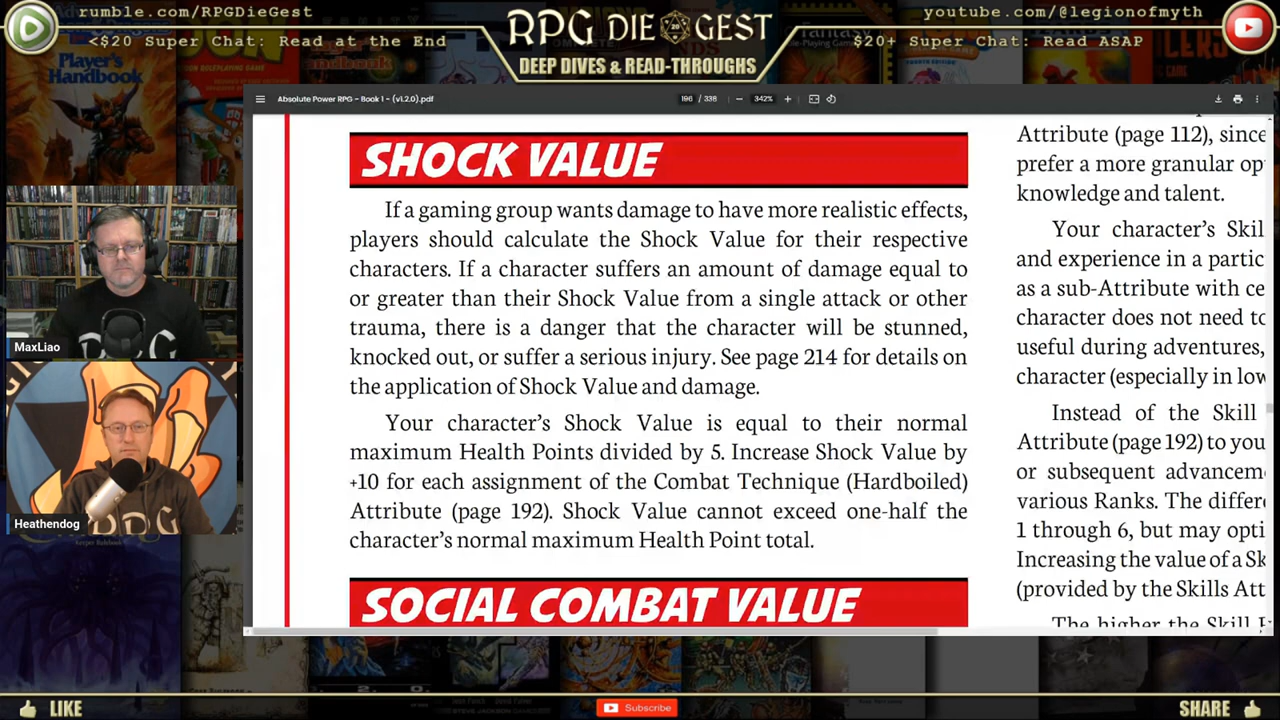 rumble.com/RPGDieGest
<$20 Super Chat: Read at the End
RPG DIE GEST
DEEP DIVES & READ-THROUGHS
youtube.com/@legionofmyth
$20+ Super Chat: Read ASAP
Player's
Handbook
Absolute Power RPG – Book 1 – (v1.2.0).pdf
196 / 338
342%
SHOCK VALUE
If a gaming group wants damage to have more realistic effects,
players should calculate the Shock Value for their respective
characters. If a character suffers an amount of damage equal to
or greater than their Shock Value from a single attack or other
trauma, there is a danger that the character will be stunned,
knocked out, or suffer a serious injury. See page 214 for details on
the application of Shock Value and damage.
Your character's Shock Value is equal to their normal
maximum Health Points divided by 5. Increase Shock Value by
+10 for each assignment of the Combat Technique (Hardboiled)
Attribute (page 192). Shock Value cannot exceed one-half the
character's normal maximum Health Point total.
SOCIAL COMBAT VALUE
Attribute (page 112), since
prefer a more granular op
knowledge and talent.
Your character's Skil
and experience in a partic
as a sub-Attribute with ce
character does not need to
useful during adventures,
character (especially in low
Instead of the Skill
Attribute (page 192) to you
or subsequent advancem
various Ranks. The differe
1 through 6, but may opti
Increasing the value of a Sk
(provided by the Skills Att
The higher the Skill
MaxLiao
Heathendog
LIKE
Subscribe
SHARE